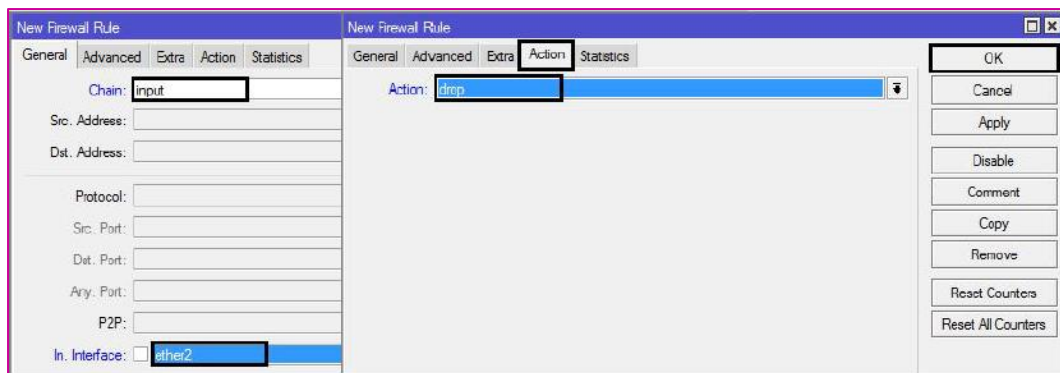 New Firewall Rule
General Advanced Extra Action Statistics
Chain: input
Src. Address:
Dst. Address:
Protocol:
Src. Port:
Dst. Port:
Any. Port:
P2P:
In. Interface: ether2
New Firewall Rule
General Advanced Extra Action Statistics
Action: drop
OK
Cancel
Apply
Disable
Comment
Copy
Remove
Reset Counters
Reset All Counters